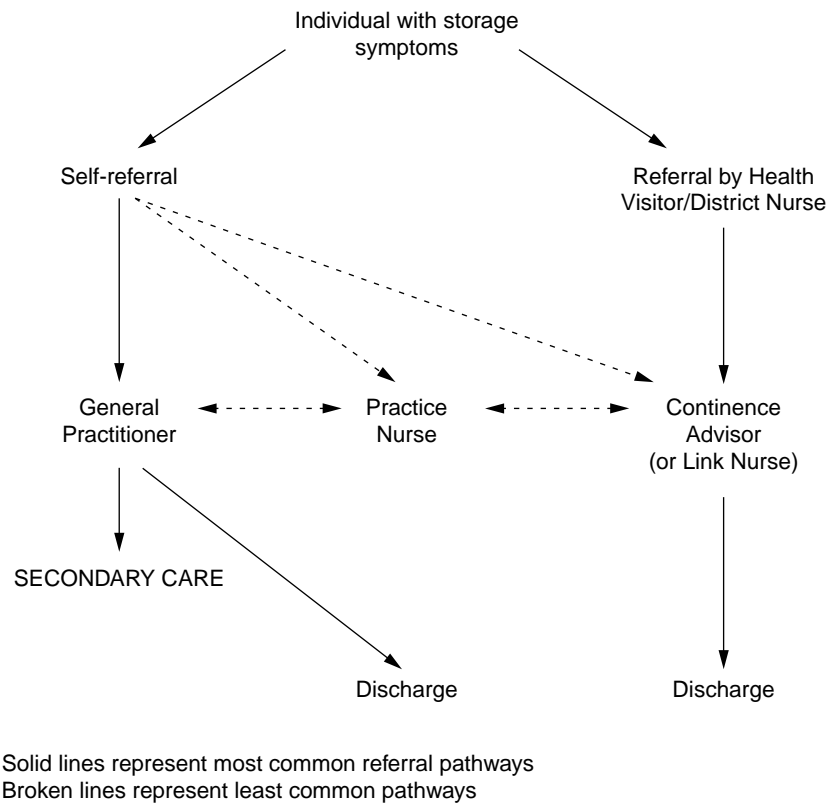 Individual with storage
symptoms
Self-referral
Referral by Health
Visitor/District Nurse
General
Practitioner
Practice
Nurse
Continence
Advisor
(or Link Nurse)
SECONDARY CARE
Discharge
Discharge
Solid lines represent most common referral pathways
Broken lines represent least common pathways